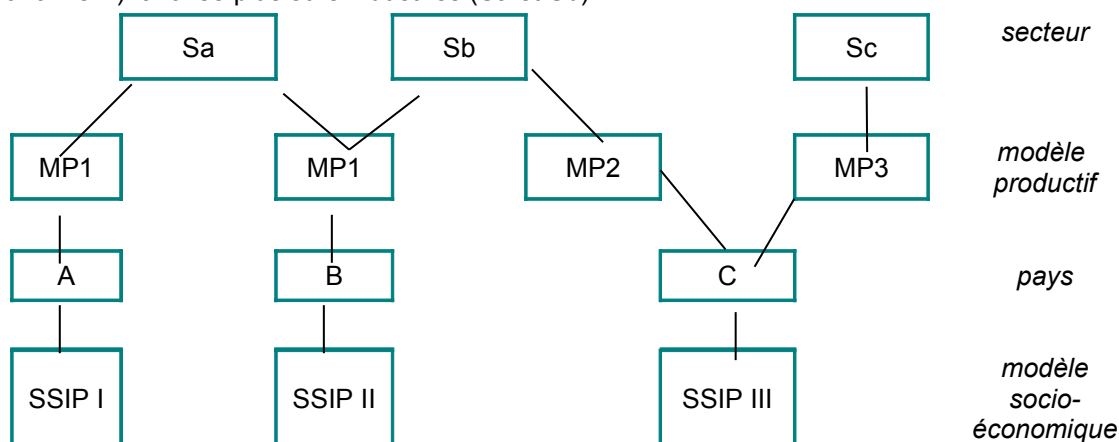 Sa Sb Sc secteur
MP1 MP1 MP2 MP3 modèle
productif
A B C pays
SSIP I SSIP II SSIP III modèle
socio-
économique